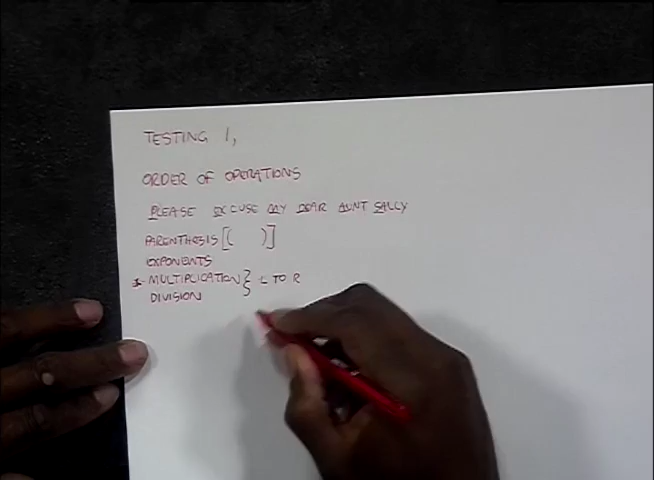 TESTING 1,
ORDER OF OPERATIONS
PLEASE EXCUSE MY DEAR AUNT SALLY
PARENTHESIS [( )]
EXPONENTS
* MULTIPLICATION } L TO R
DIVISION